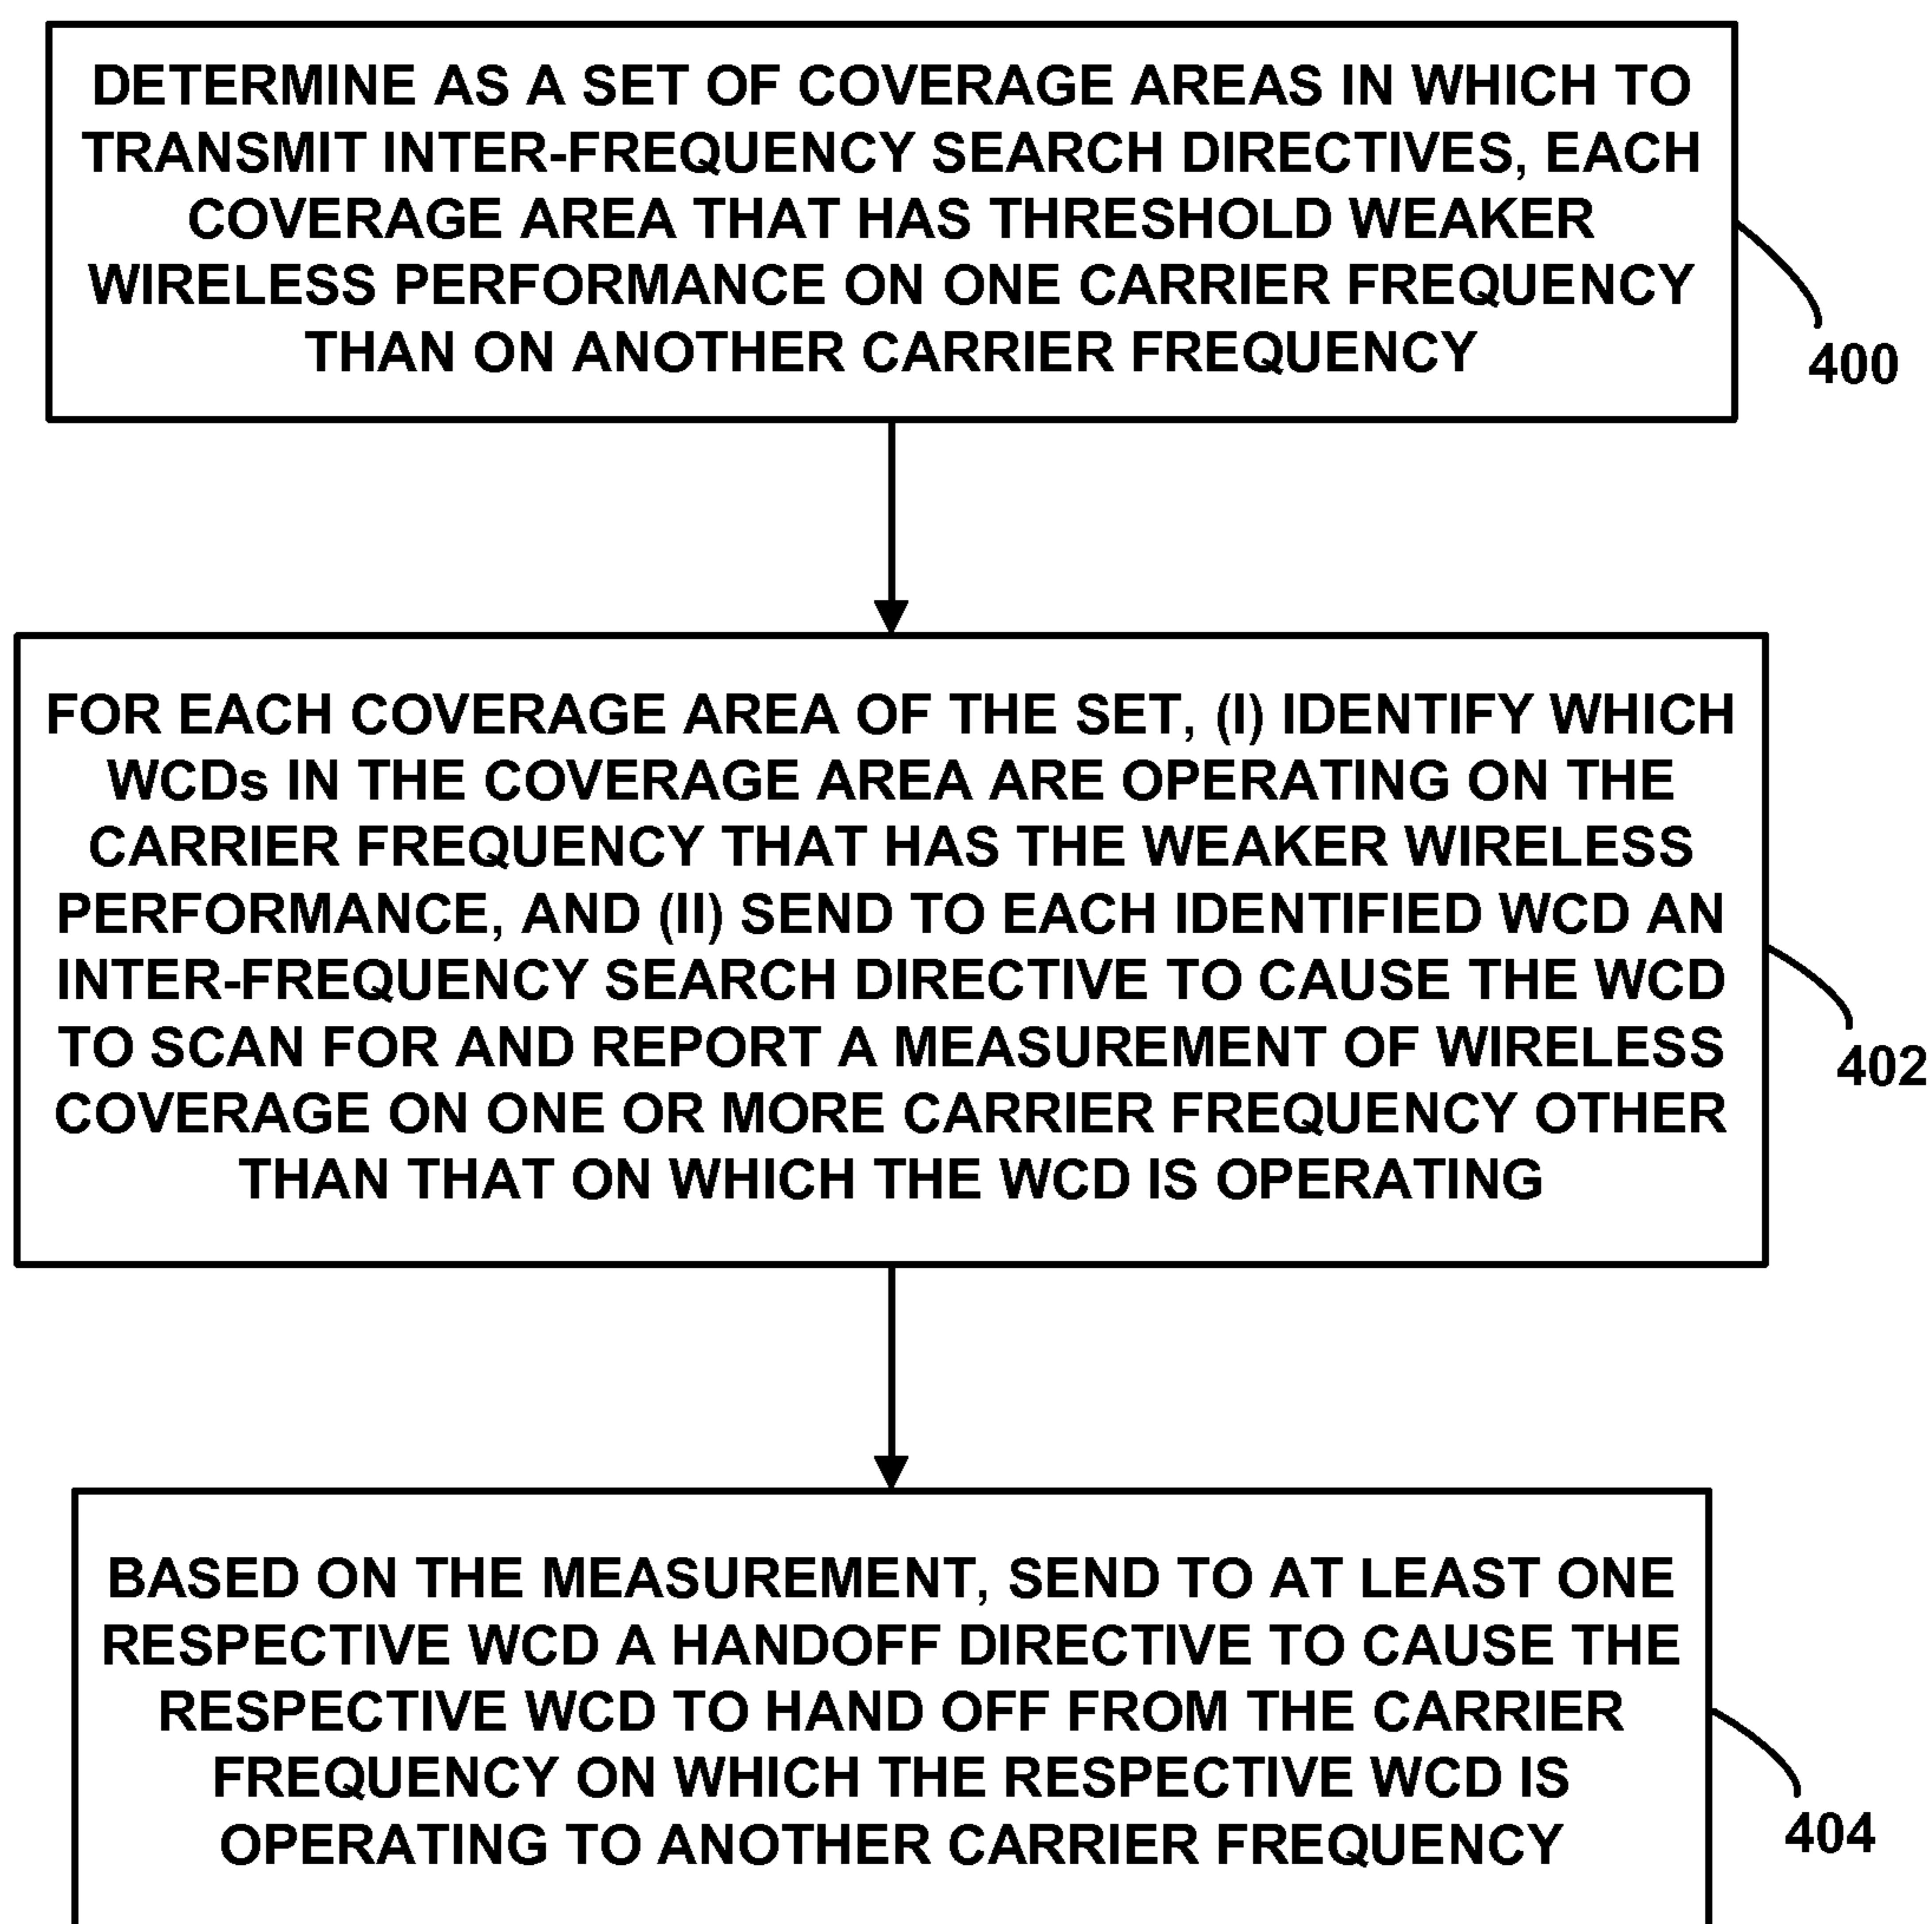 DETERMINE AS A SET OF COVERAGE AREAS IN WHICH TO
TRANSMIT INTER-FREQUENCY SEARCH DIRECTIVES, EACH
COVERAGE AREA THAT HAS THRESHOLD WEAKER
WIRELESS PERFORMANCE ON ONE CARRIER FREQUENCY
THAN ON ANOTHER CARRIER FREQUENCY
400
FOR EACH COVERAGE AREA OF THE SET, (I) IDENTIFY WHICH
WCDs IN THE COVERAGE AREA ARE OPERATING ON THE
CARRIER FREQUENCY THAT HAS THE WEAKER WIRELESS
PERFORMANCE, AND (II) SEND TO EACH IDENTIFIED WCD AN
INTER-FREQUENCY SEARCH DIRECTIVE TO CAUSE THE WCD
TO SCAN FOR AND REPORT A MEASUREMENT OF WIRELESS
COVERAGE ON ONE OR MORE CARRIER FREQUENCY OTHER
THAN THAT ON WHICH THE WCD IS OPERATING
402
BASED ON THE MEASUREMENT, SEND TO AT LEAST ONE
RESPECTIVE WCD A HANDOFF DIRECTIVE TO CAUSE THE
RESPECTIVE WCD TO HAND OFF FROM THE CARRIER
FREQUENCY ON WHICH THE RESPECTIVE WCD IS
OPERATING TO ANOTHER CARRIER FREQUENCY
404